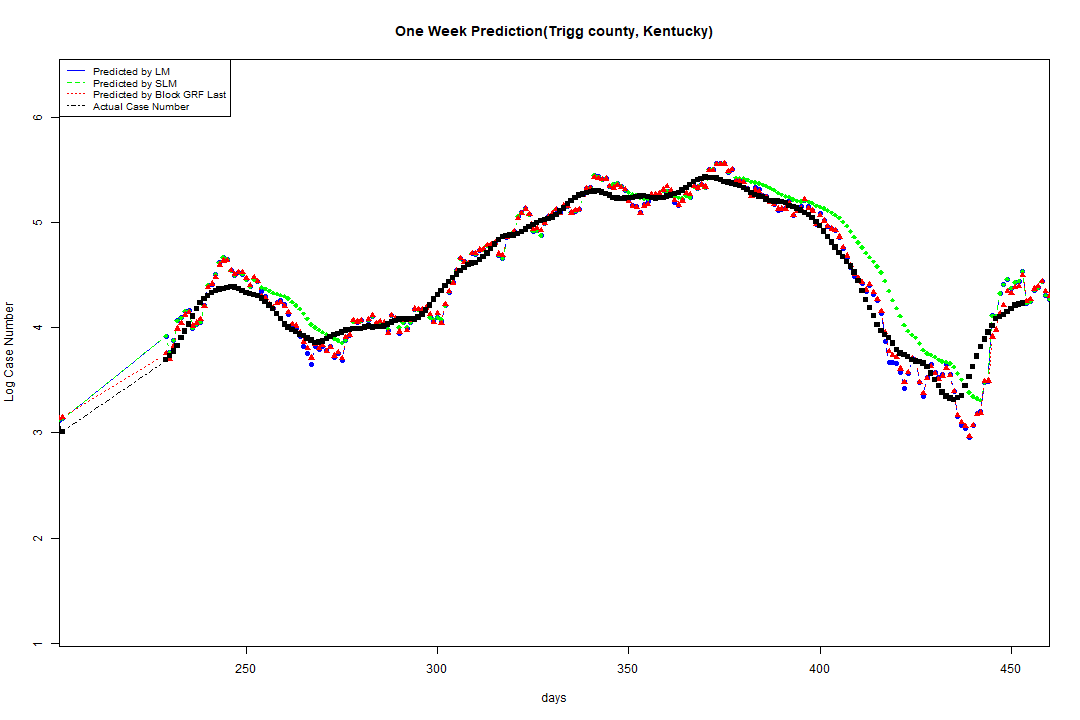 One Week Prediction(Trigg county, Kentucky)
Predicted by LM
Predicted by SLM
Predicted by Block GRF Last
Actual Case Number
6
5
4
3
2
1
Log Case Number
250 300 350 400 450
days